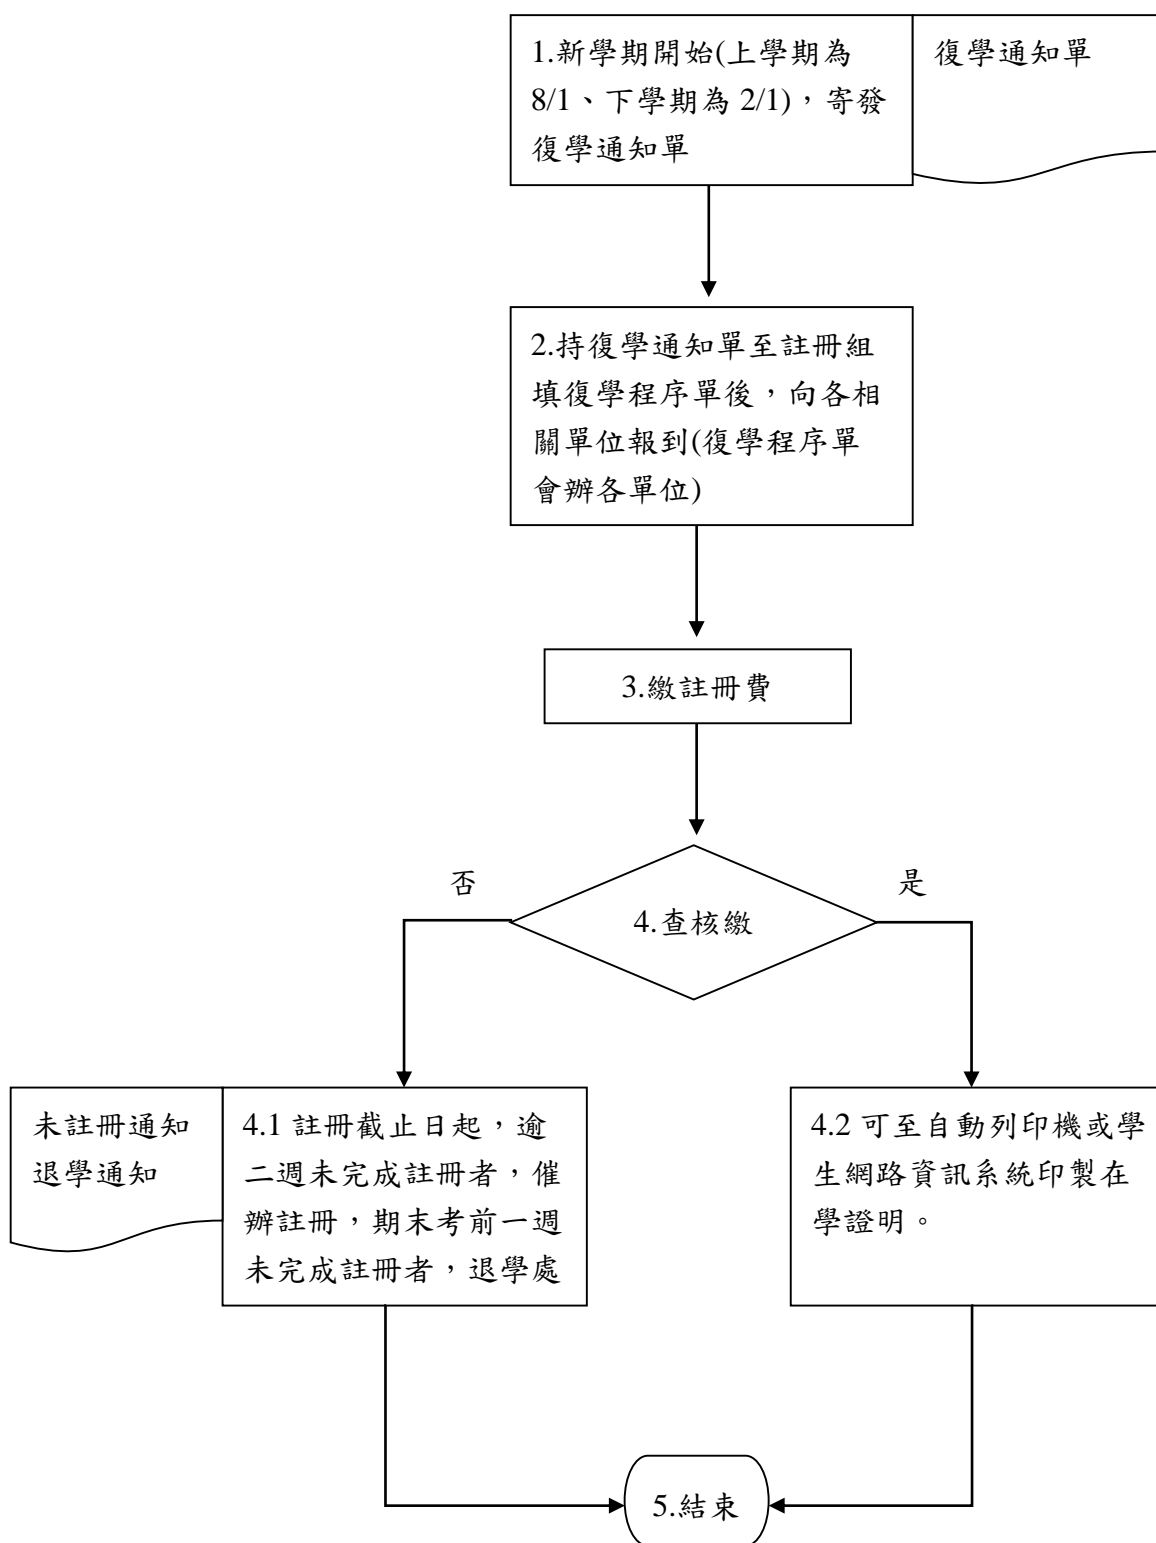 1.新學期開始(上學期為
8/1、下學期為 2/1)，寄發
復學通知單
復學通知單
2.持復學通知單至註冊組
填復學程序單後，向各相
關單位報到(復學程序單
會辦各單位)
3.繳註冊費
4.查核繳
否
是
未註冊通知
退學通知
4.1 註冊截止日起，逾
二週未完成註冊者，催
辦註冊，期末考前一週
未完成註冊者，退學處
4.2 可至自動列印機或學
生網路資訊系統印製在
學證明。
5.結束